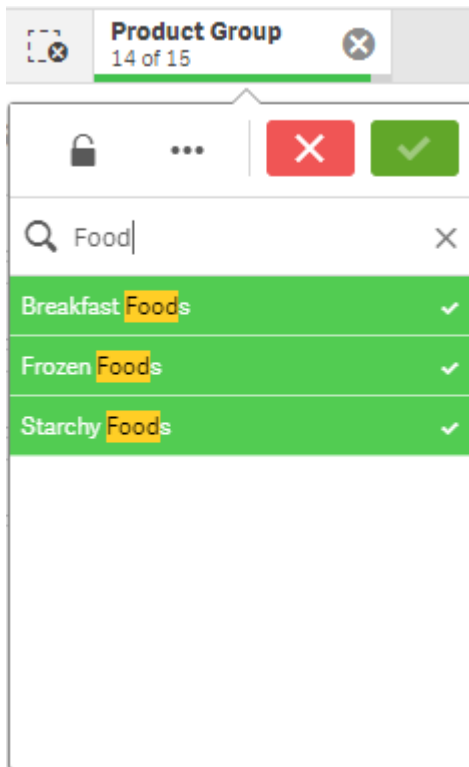 Product Group
14 of 15
Food
Breakfast Foods
Frozen Foods
Starchy Foods